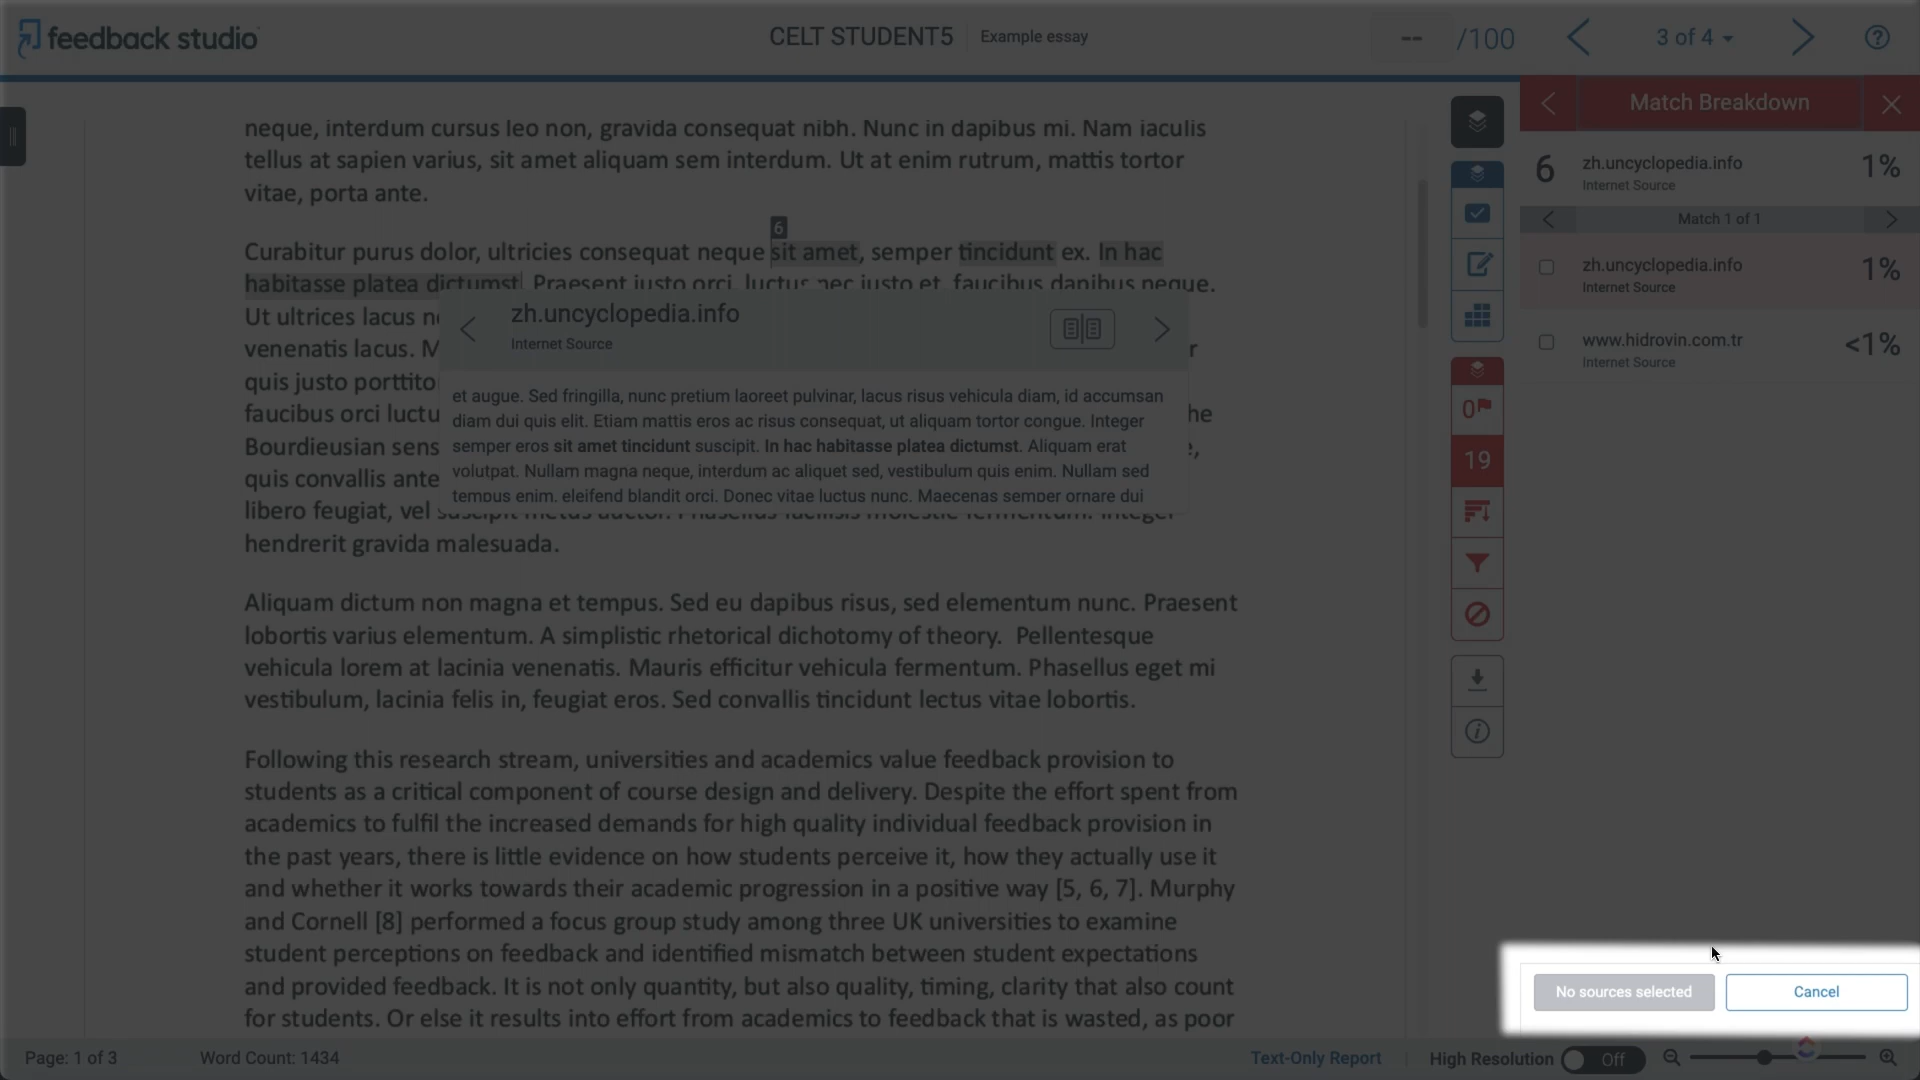 feedback studio
CELT STUDENT5
Example essay
-- /100
3 of 4
neque, interdum cursus leo non, gravida consequat nibh. Nunc in dapibus mi. Nam iaculis
tellus at sapien varius, sit amet aliquam sem interdum. Ut at enim rutrum, mattis tortor
vitae, porta ante.
6
Curabitur purus dolor, ultricies consequat neque sit amet, semper tincidunt ex. In hac
habitasse platea dictumst. Praesent justo orci, luctus nec justo et, faucibus dapibus neque.
Ut ultrices lacus
venenatis lacus.
quis justo
faucibus orci
Bourdieusian
quis convallis ante
libero feugiat, vel suscipit metus auctor. Phasellus facilisis molestie fermentum. Integer
hendrerit gravida malesuada.
zh.uncyclopedia.info
Internet Source
et augue. Sed fringilla, nunc pretium laoreet pulvinar, lacus risus vehicula diam, id accumsan
diam dui quis elit. Etiam mattis eros ac risus consequat, ut aliquam tortor congue. Integer
semper eros sit amet tincidunt suscipit. In hac habitasse platea dictumst. Aliquam erat
volutpat. Nullam magna neque, interdum ac aliquet sed, vestibulum quis enim. Nullam sed
tempus enim, eleifend blandit orci. Donec vitae luctus nunc. Maecenas semper ornare dui
Aliquam dictum non magna et tempus. Sed eu dapibus risus, sed elementum nunc. Praesent
lobortis varius elementum. A simplistic rhetorical dichotomy of theory.  Pellentesque
vehicula lorem at lacinia venenatis. Mauris efficitur vehicula fermentum. Phasellus eget mi
vestibulum, lacinia felis in, feugiat eros. Sed convallis tincidunt lectus vitae lobortis.
Following this research stream, universities and academics value feedback provision to
students as a critical component of course design and delivery. Despite the effort spent from
academics to fulfil the increased demands for high quality individual feedback provision in
the past years, there is little evidence on how students perceive it, how they actually use it
and whether it works towards their academic progression in a positive way [5, 6, 7]. Murphy
and Cornell [8] performed a focus group study among three UK universities to examine
student perceptions on feedback and identified mismatch between student expectations
and provided feedback. It is not only quantity, but also quality, timing, clarity that also count
for students. Or else it results into effort from academics to feedback that is wasted, as poor
0
19
Match Breakdown
6 zh.uncyclopedia.info 1%
Internet Source
Match 1 of 1
zh.uncyclopedia.info 1%
Internet Source
www.hidrovin.com.tr <1%
Internet Source
No sources selected
Cancel
Page: 1 of 3
Word Count: 1434
Text-Only Report
High Resolution
Off